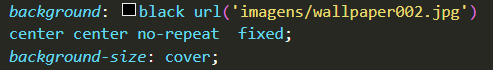 background: black url('imagens/wallpaper002.jpg')
center center no-repeat  fixed;
background-size: cover;